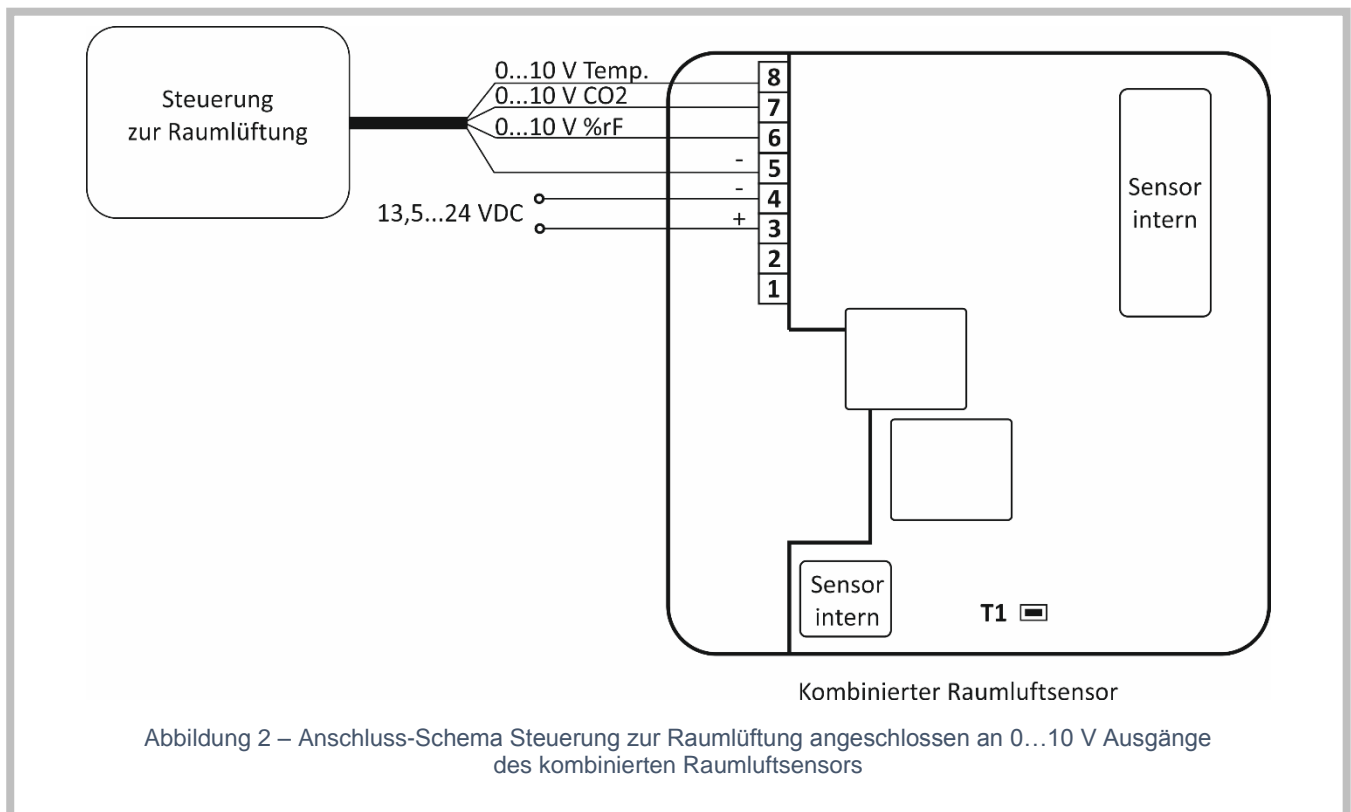 Steuerung
zur Raumlüftung
0...10 V Temp.
0...10 V CO2
0...10 V %rF
-
-
+
13,5...24 VDC
8
7
6
5
4
3
2
1
Sensor
intern
Sensor
intern
T1
Kombinierter Raumluftsensor
Abbildung 2 – Anschluss-Schema Steuerung zur Raumlüftung angeschlossen an 0…10 V Ausgänge
des kombinierten Raumluftsensors